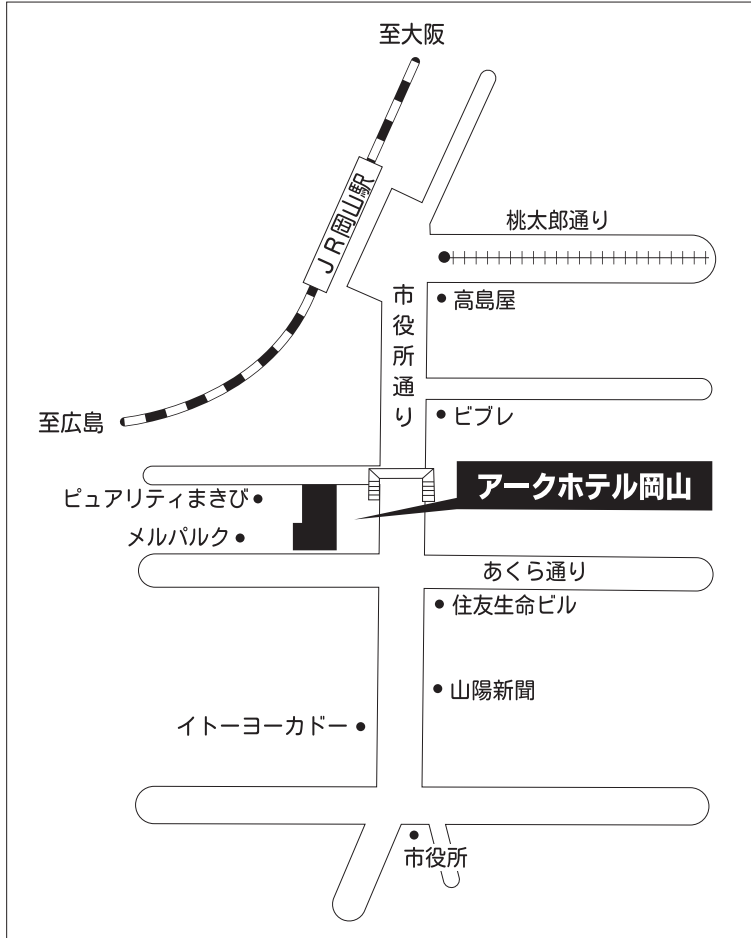 至大阪
JR岡山駅
桃太郎通り
高島屋
市役所通り
至広島
ビブレ
アークホテル岡山
ピュアリティまきび
メルパルク
あくら通り
住友生命ビル
山陽新聞
イトーヨーカドー
市役所